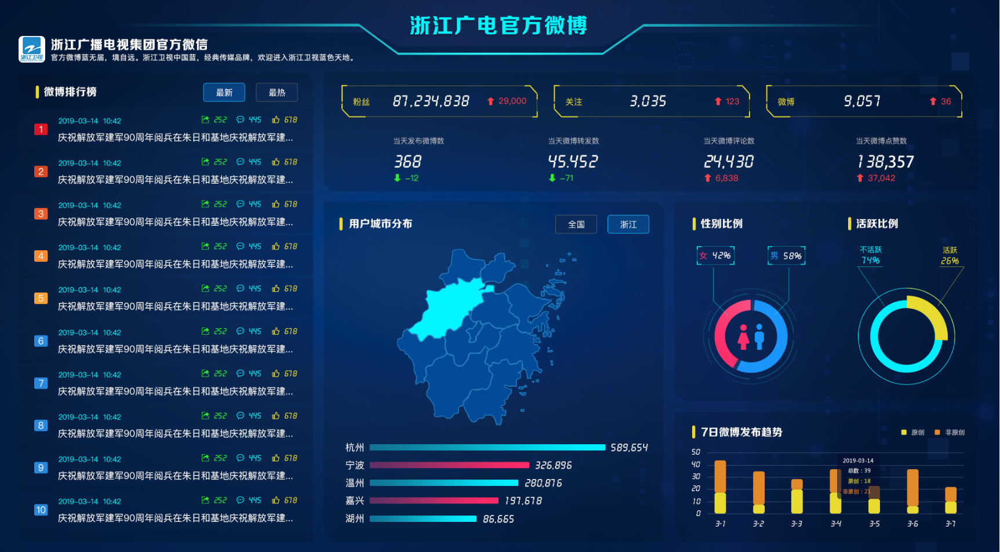 浙江广电官方微博
浙江卫视
浙江广播电视集团官方微信
官方微博蓝无届，境自远。浙江卫视中国蓝，经典传媒品牌，欢迎进入浙江卫视蓝色天地。
微博排行榜
最新
最热
1
2019-03-14 10:42
252
445
678
庆祝解放军建军90周年阅兵在朱日和基地庆祝解放军建...
2
2019-03-14 10:42
252
445
678
庆祝解放军建军90周年阅兵在朱日和基地庆祝解放军建...
3
2019-03-14 10:42
252
445
678
庆祝解放军建军90周年阅兵在朱日和基地庆祝解放军建...
4
2019-03-14 10:42
252
445
678
庆祝解放军建军90周年阅兵在朱日和基地庆祝解放军建...
5
2019-03-14 10:42
252
445
678
庆祝解放军建军90周年阅兵在朱日和基地庆祝解放军建...
6
2019-03-14 10:42
252
445
678
庆祝解放军建军90周年阅兵在朱日和基地庆祝解放军建...
7
2019-03-14 10:42
252
445
678
庆祝解放军建军90周年阅兵在朱日和基地庆祝解放军建...
8
2019-03-14 10:42
252
445
678
庆祝解放军建军90周年阅兵在朱日和基地庆祝解放军建...
9
2019-03-14 10:42
252
445
678
庆祝解放军建军90周年阅兵在朱日和基地庆祝解放军建...
10
2019-03-14 10:42
252
445
678
庆祝解放军建军90周年阅兵在朱日和基地庆祝解放军建...
粉丝 87,234,838 29,000
关注 3,035 123
微博 9,057 36
当天发布微博数
368
-12
当天微博转发数
45.452
-71
当天微博评论数
24,430
6,838
当天微博点赞数
138,357
37,042
用户城市分布
全国
浙江
杭州 589,654
宁波 326,896
温州 280,876
嘉兴 197,678
湖州 86,665
性别比例
女 42%
男 58%
活跃比例
不活跃
74%
活跃
26%
7日微博发布趋势
原创
非原创
50
40
30
20
10
0
2019-03-14
总数：39
原创：18
非原创：21
3-1
3-2
3-3
3-4
3-5
3-6
3-7